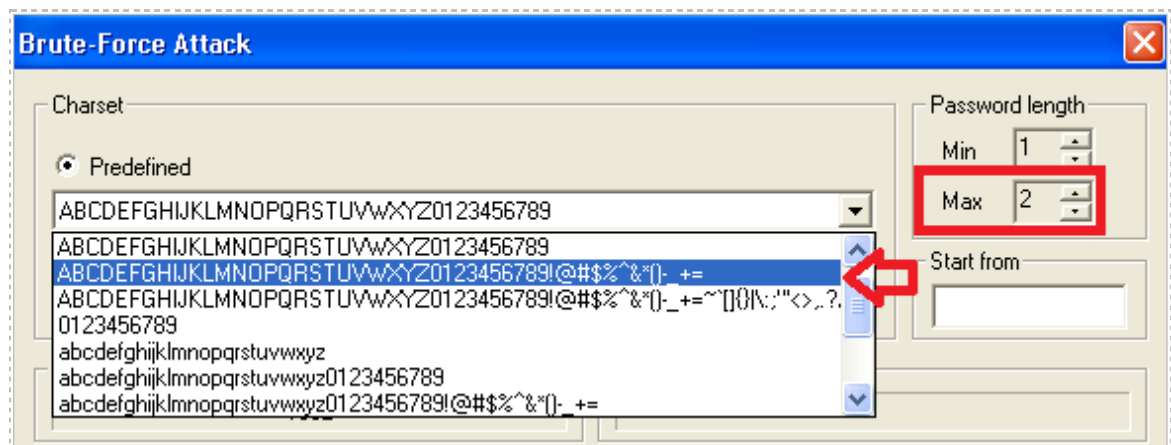 Brute-Force Attack
Charset
Predefined
ABCDEFGHIJKLMNOPQRSTUVWXYZ0123456789
ABCDEFGHIJKLMNOPQRSTUVWXYZ0123456789
ABCDEFGHIJKLMNOPQRSTUVWXYZ0123456789!@#$%^&*()-_+=
ABCDEFGHIJKLMNOPQRSTUVWXYZ0123456789!@#$%^&*()-_+=~`[]{}|\:;'"<>,.?/
0123456789
abcdefghijklmnopqrstuvwxyz
abcdefghijklmnopqrstuvwxyz0123456789
abcdefghijklmnopqrstuvwxyz0123456789!@#$%^&*()-_+=
Password length
Min 1
Max 2
Start from